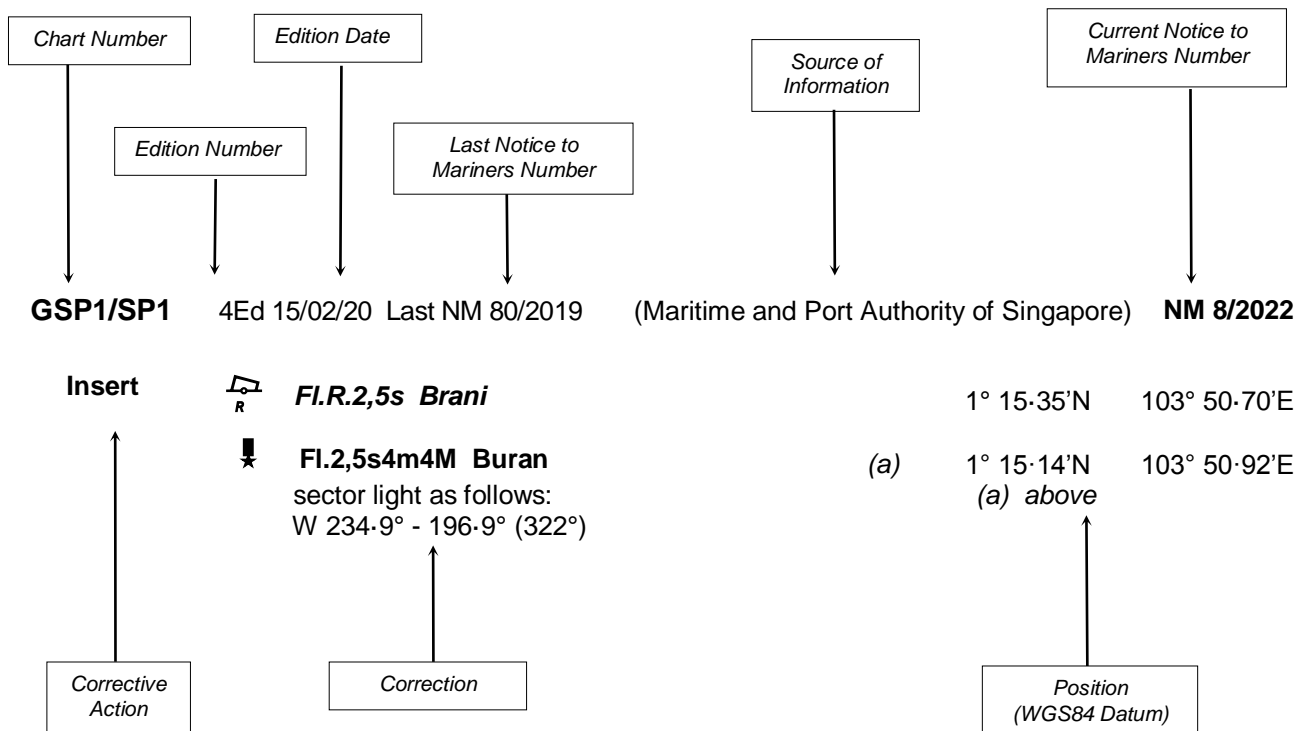 Chart Number
Edition Date
Current Notice to
Mariners Number
Source of
Information
Edition Number
Last Notice to
Mariners Number
GSP1/SP1 4Ed 15/02/20 Last NM 80/2019 (Maritime and Port Authority of Singapore) NM 8/2022
Insert R Fl.R.2,5s Brani 1° 15·35’N 103° 50·70’E
Fl.2,5s4m4M Buran (a) 1° 15·14’N 103° 50·92’E
sector light as follows: (a) above
W 234·9° - 196·9° (322°)
Corrective
Action
Correction
Position
(WGS84 Datum)